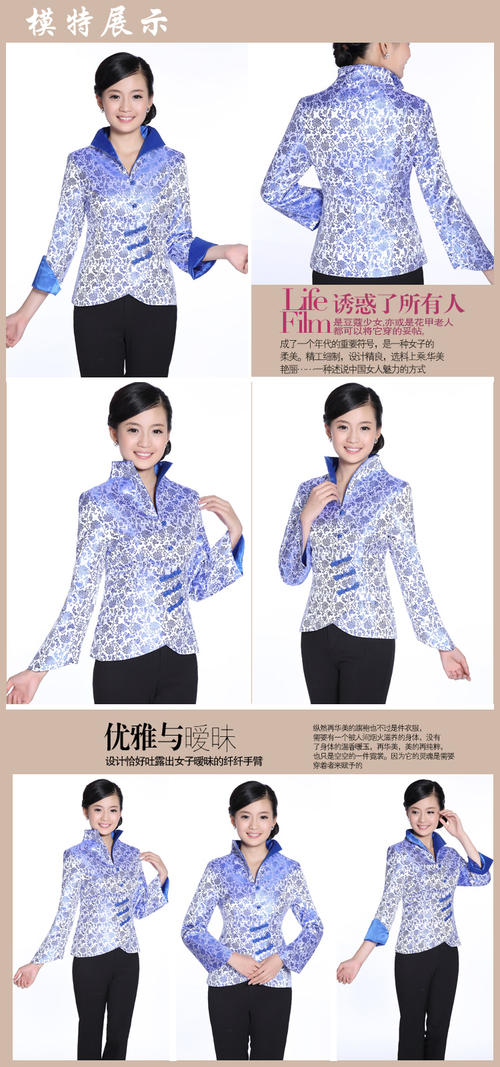 模特展示
Life
Film
诱惑了所有人
是豆蔻少女,亦或是花甲老人
都可以将它穿的妥帖,
成了一个年代的重要符号，是一种女子的
柔美。精工细制，设计精良，选料上乘,华美
艳丽……一种述说中国女人魅力的方式
优雅与暧昧
设计恰好吐露出女子暧昧的纤纤手臂
纵然再华美的旗袍也不过是件衣服，
需要有一个被人间烟火滋养的身体，没有
了身体的温香暖玉，再华美，美的再纯粹，
也只是空空的一件霓裳。因为它的灵魂是需要
穿着者来赋予的